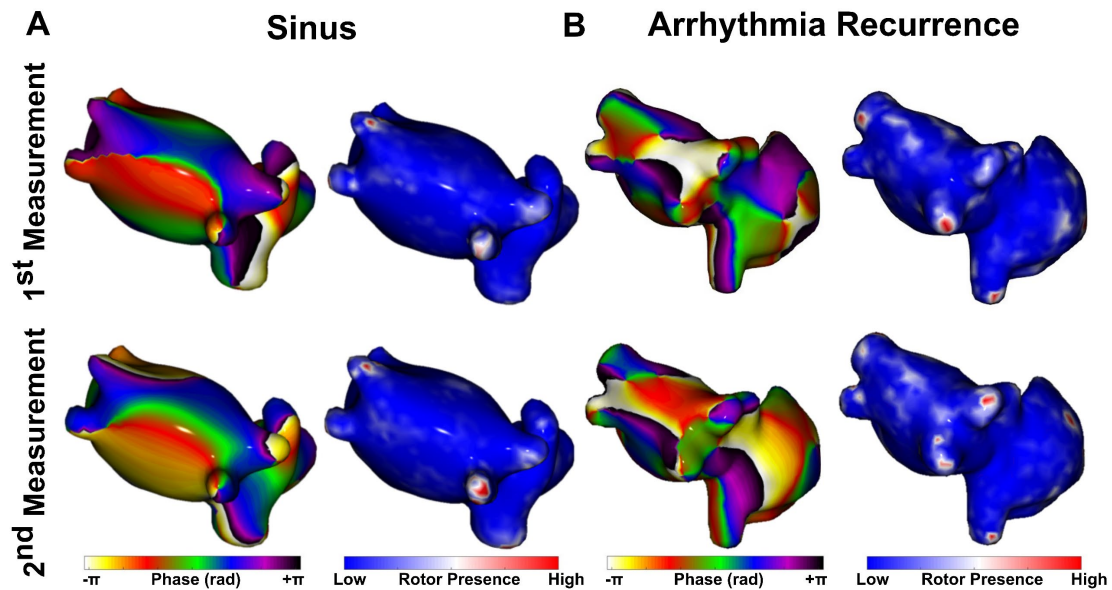 A
Sinus
B
Arrhythmia Recurrence
1st Measurement
2nd Measurement
-π Phase (rad) +π
Low Rotor Presence High
-π Phase (rad) +π
Low Rotor Presence High